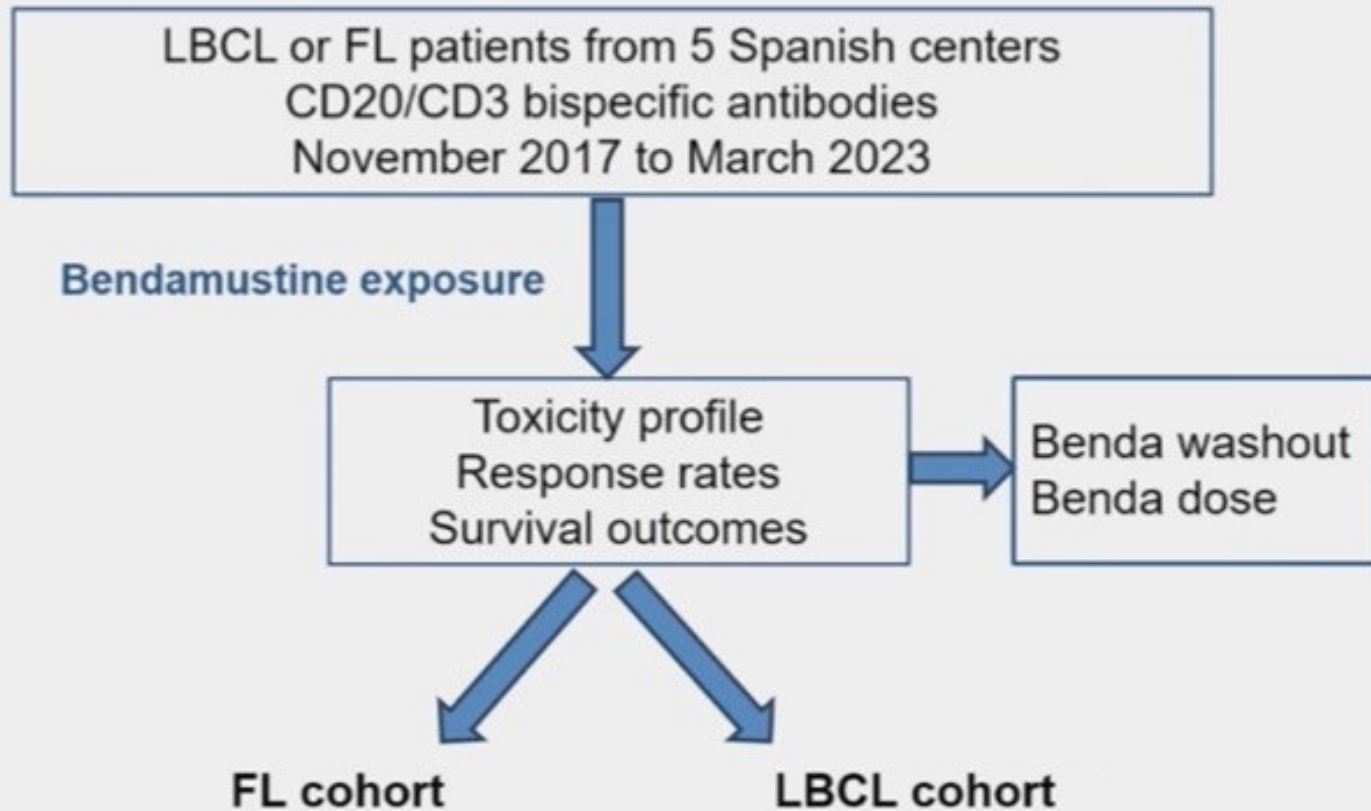 LBCL or FL patients from 5 Spanish centers
CD20/CD3 bispecific antibodies
November 2017 to March 2023
Bendamustine exposure
Toxicity profile
Response rates
Survival outcomes
Benda washout
Benda dose
FL cohort
LBCL cohort